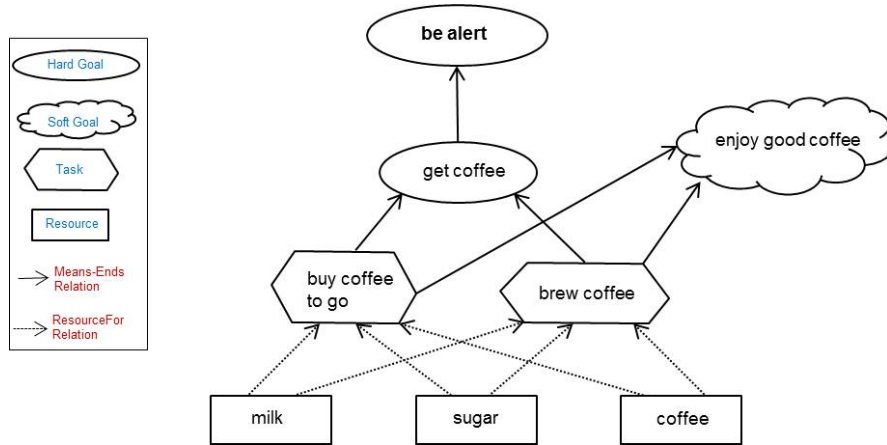 be alert
Hard Goal
Soft Goal
enjoy good coffee
Task
get coffee
Resource
Means-Ends
Relation
buy coffee
to go
brew coffee
ResourceFor
Relation
milk
sugar
coffee